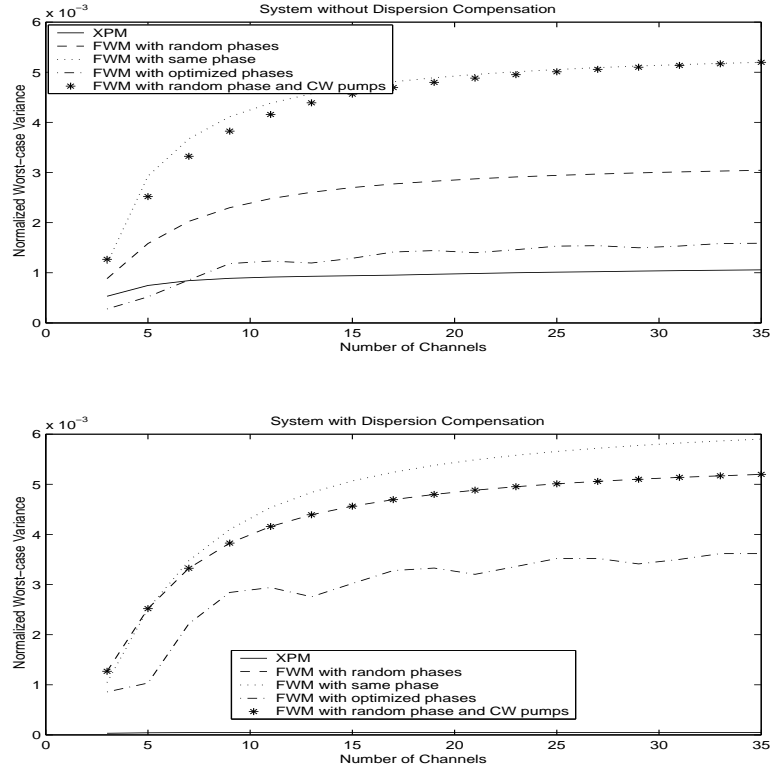 System without Dispersion Compensation
x 10⁻³
6
5
4
3
2
1
0
Normalized Worst-case Variance
XPM
FWM with random phases
FWM with same phase
FWM with optimized phases
FWM with random phase and CW pumps
0 5 10 15 20 25 30 35
Number of Channels
System with Dispersion Compensation
x 10⁻³
6
5
4
3
2
1
0
Normalized Worst-case Variance
XPM
FWM with random phases
FWM with same phase
FWM with optimized phases
FWM with random phase and CW pumps
0 5 10 15 20 25 30 35
Number of Channels